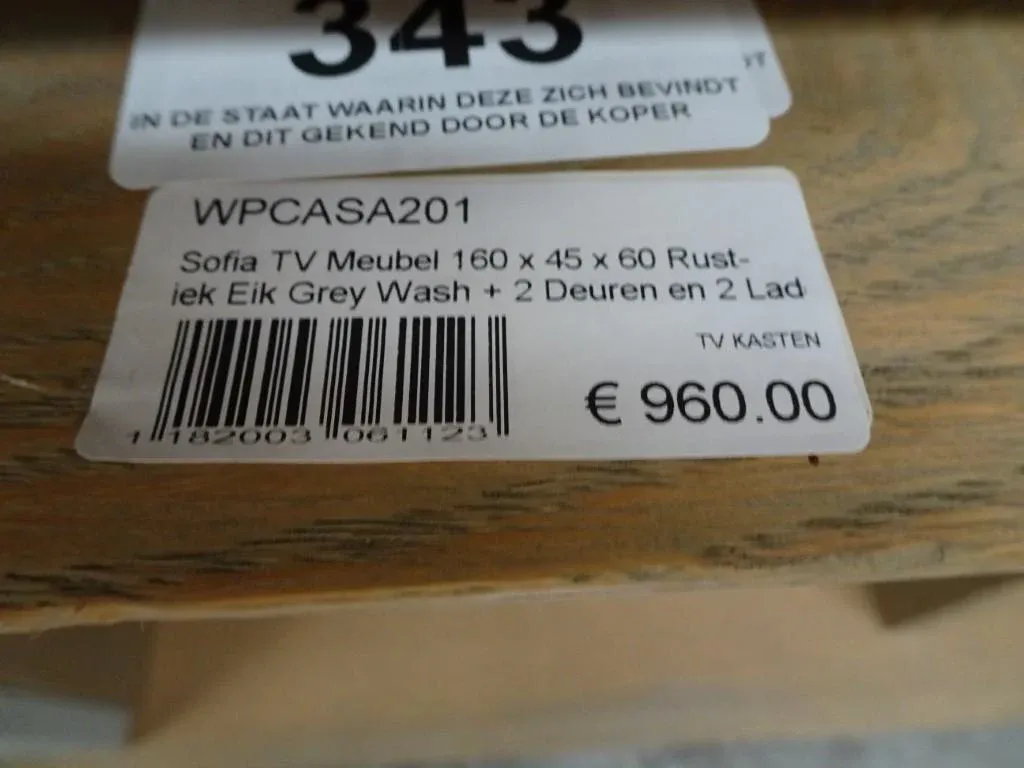 343
IN DE STAAT WAARIN DEZE ZICH BEVINDT
EN DIT GEKEND DOOR DE KOPER
WPCASA201
Sofia TV Meubel 160 x 45 x 60 Rust-
iek Eik Grey Wash + 2 Deuren en 2 Lad
TV KASTEN
€ 960.00
1 182003 061123